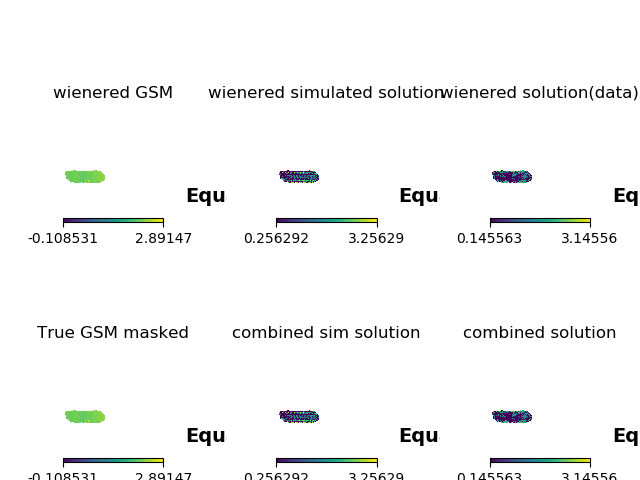 wienered GSM
wienered simulated solution
wienered solution(data)
Equ
Equ
Eq
-0.108531 2.89147
0.256292 3.25629
0.145563 3.14556
True GSM masked
combined sim solution
combined solution
Equ
Equ
Eq
-0.108531 2.89147
0.256292 3.25629
0.145563 3.14556